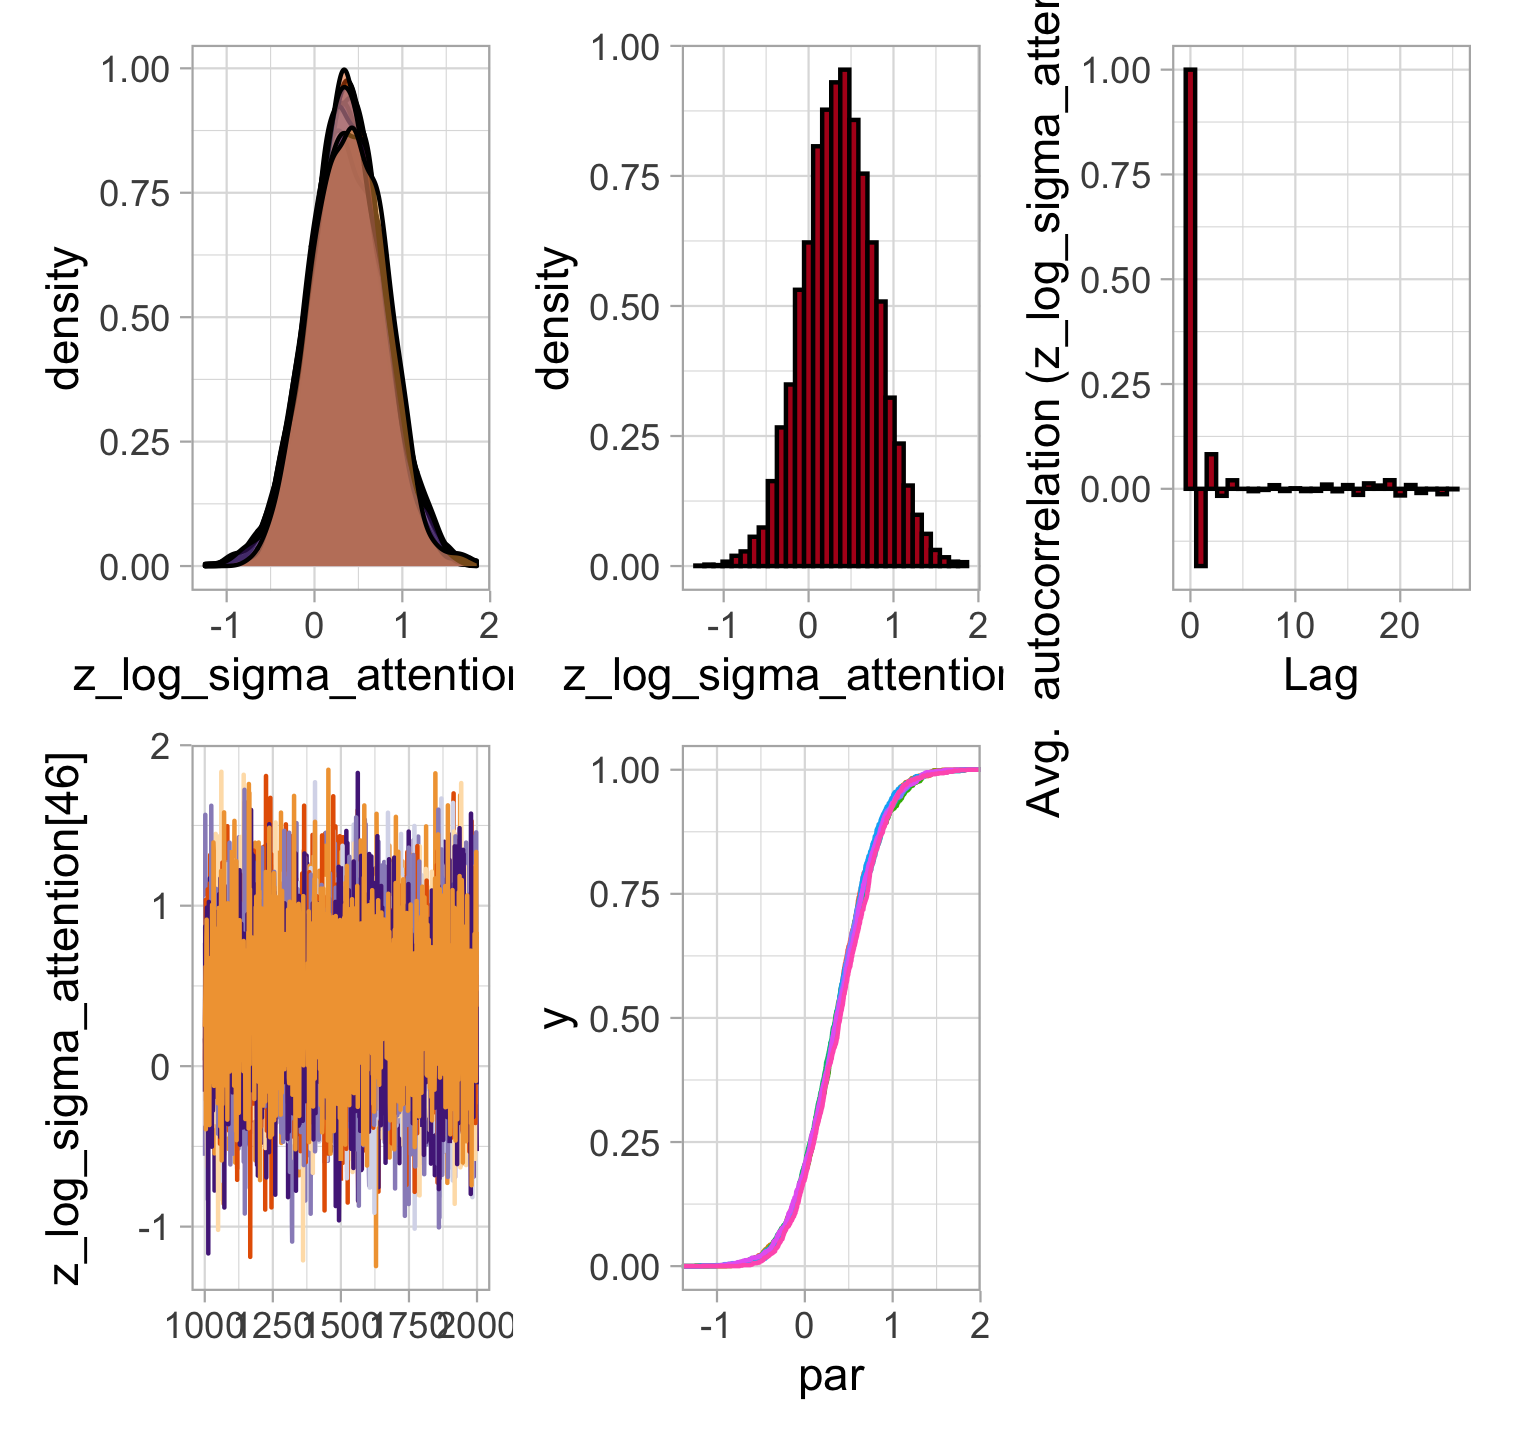 density
1.00
0.75
0.50
0.25
0.00
-1 0 1 2
z_log_sigma_attention
density
1.00
0.75
0.50
0.25
0.00
-1 0 1 2
z_log_sigma_attention
Avg. autocorrelation (z_log_sigma_atten
1.00
0.75
0.50
0.25
0.00
0 10 20
Lag
z_log_sigma_attention[46]
2
1
0
-1
1000 1250 1500 1750 2000
y
1.00
0.75
0.50
0.25
0.00
-1 0 1 2
par